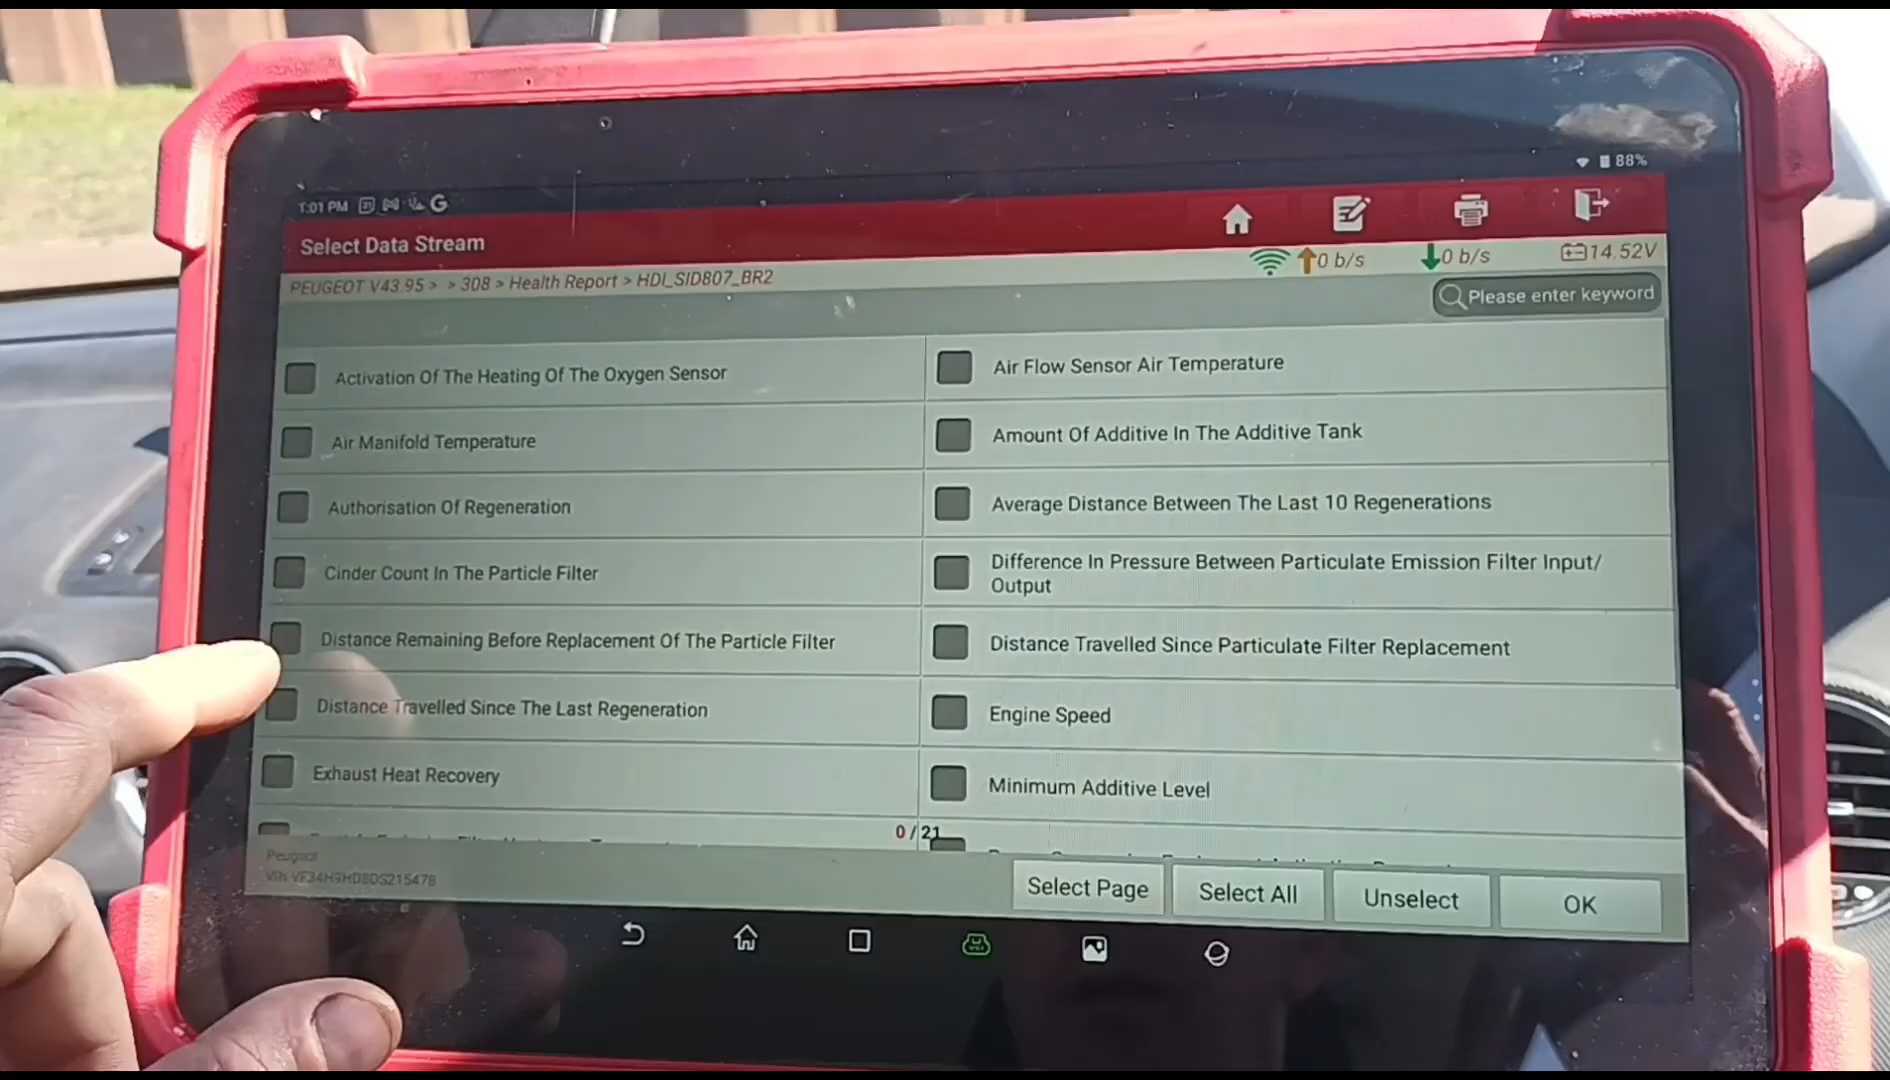 1:01 PM
88%
Select Data Stream
0 b/s
0 b/s
14.52V
PEUGEOT V43.95 > > 308 > Health Report > HDI_SID807_BR2
Please enter keyword
Activation Of The Heating Of The Oxygen Sensor
Air Flow Sensor Air Temperature
Air Manifold Temperature
Amount Of Additive In The Additive Tank
Authorisation Of Regeneration
Average Distance Between The Last 10 Regenerations
Cinder Count In The Particle Filter
Difference In Pressure Between Particulate Emission Filter Input/
Output
Distance Remaining Before Replacement Of The Particle Filter
Distance Travelled Since Particulate Filter Replacement
Distance Travelled Since The Last Regeneration
Engine Speed
Exhaust Heat Recovery
Minimum Additive Level
0 / 21
Peugeot
VIN VF34H9HD8DS215478
Select Page
Select All
Unselect
OK